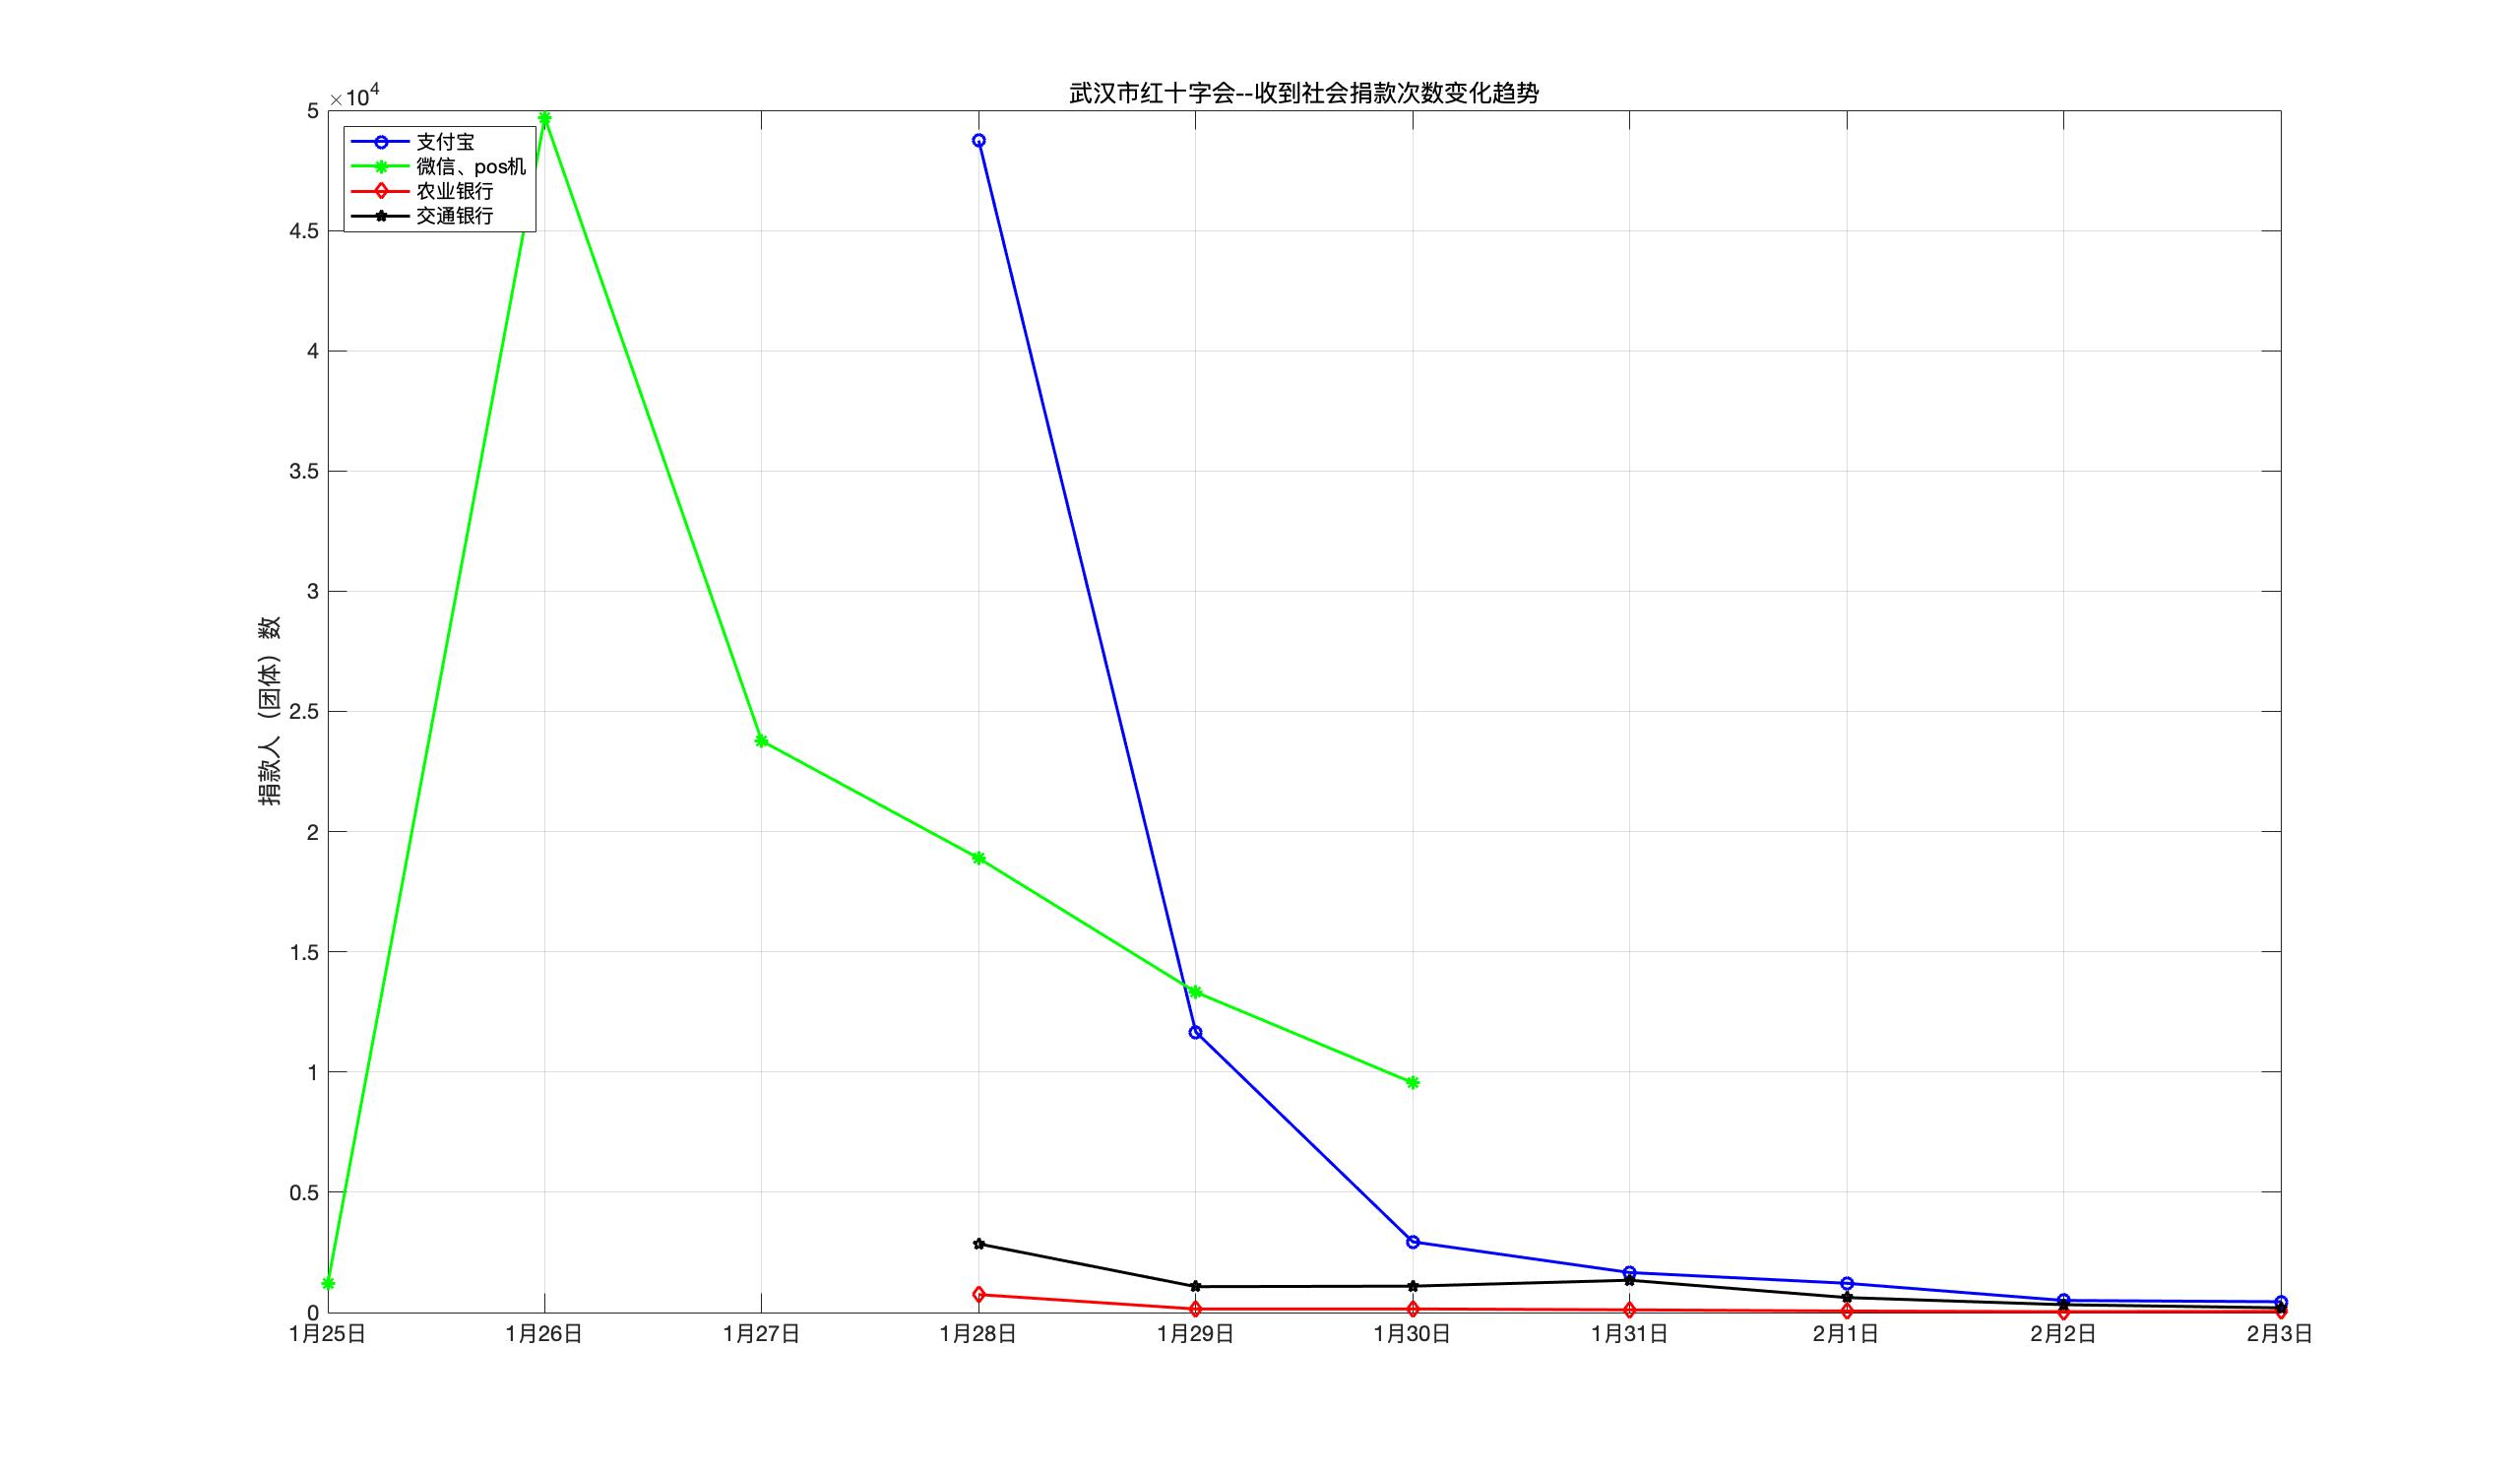 武汉市红十字会--收到社会捐款次数变化趋势
×10⁴
支付宝
微信、pos机
农业银行
交通银行
捐款人（团体）数
5
4.5
4
3.5
3
2.5
2
1.5
1
0.5
0
1月25日 1月26日 1月27日 1月28日 1月29日 1月30日 1月31日 2月1日 2月2日 2月3日